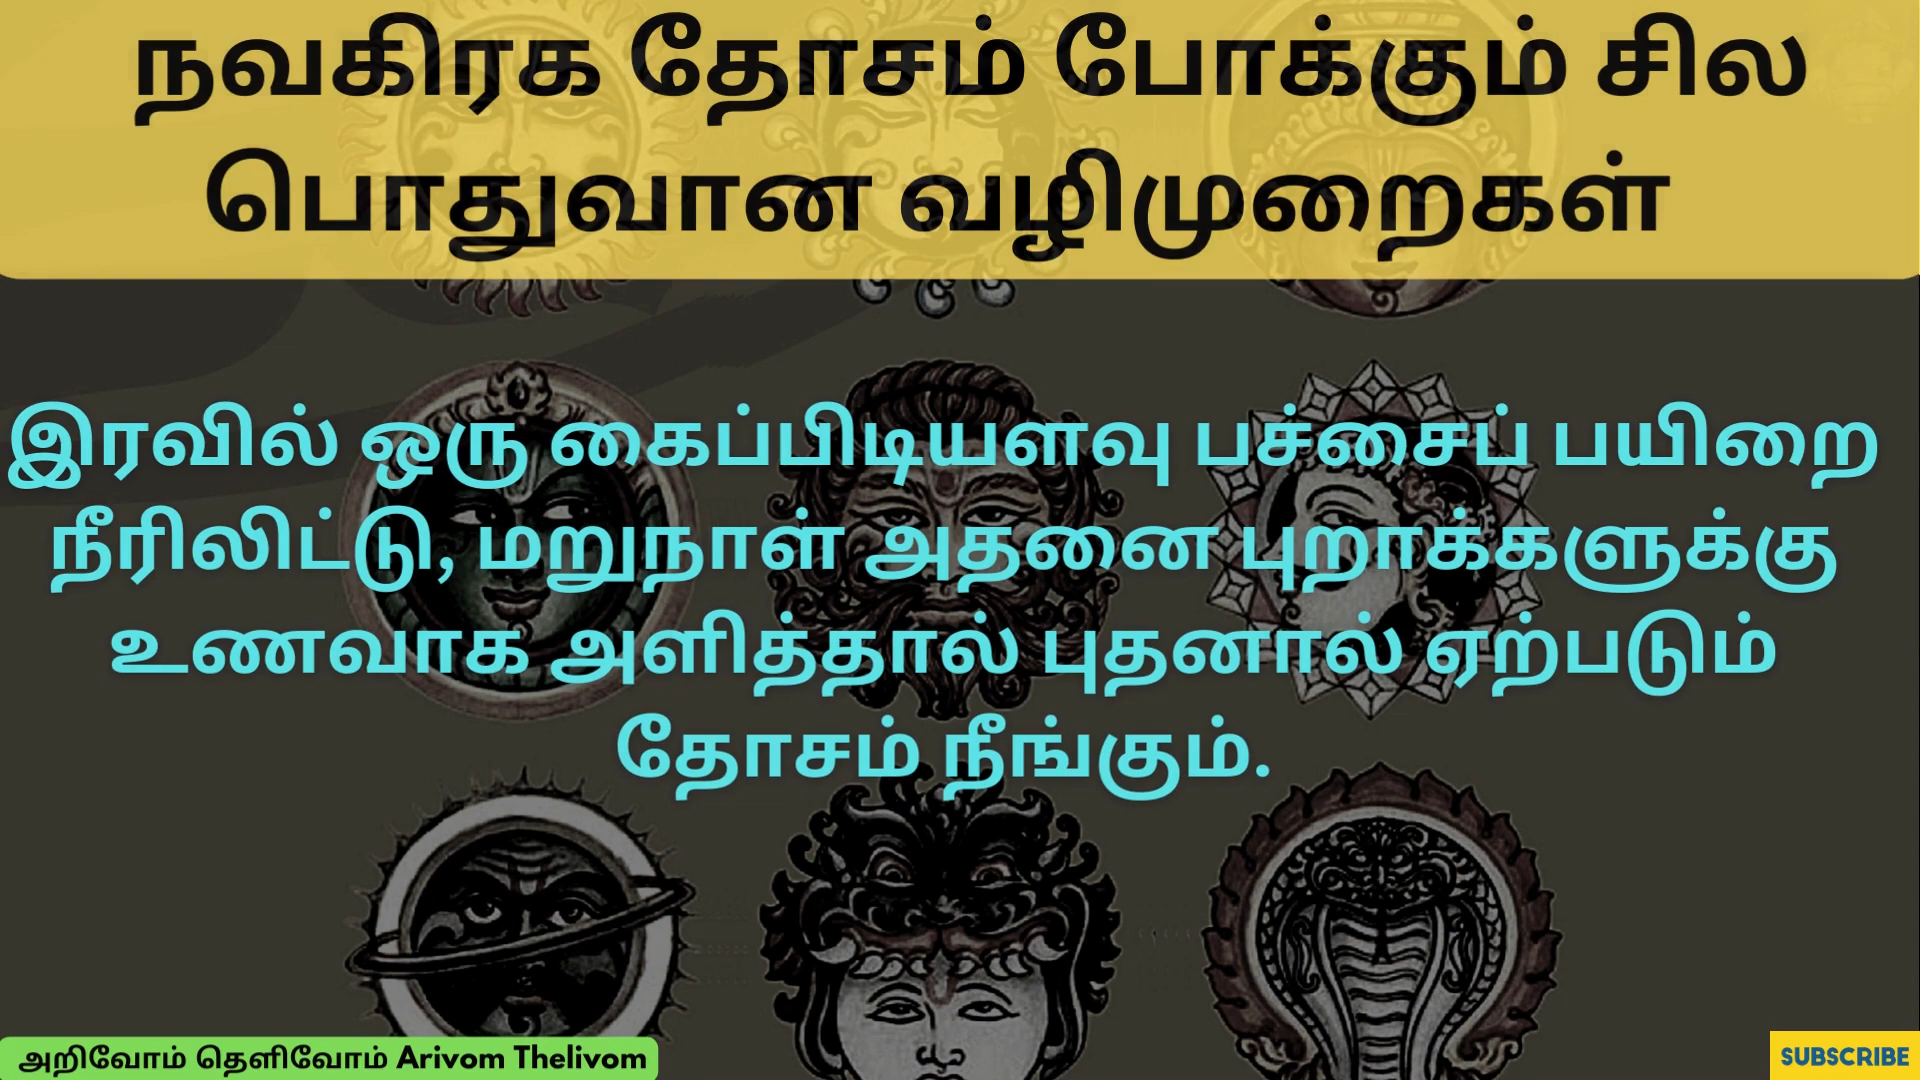 நவகிரக தோசம் போக்கும் சில
பொதுவான வழிமுறைகள்
இரவில் ஒரு கைப்பிடியளவு பச்சைப் பயிறை
நீரிலிட்டு, மறுநாள் அதனை புறாக்களுக்கு
உணவாக அளித்தால் புதனால் ஏற்படும்
தோசம் நீங்கும்.
அறிவோம் தெளிவோம் Arivom Thelivom
SUBSCRIBE